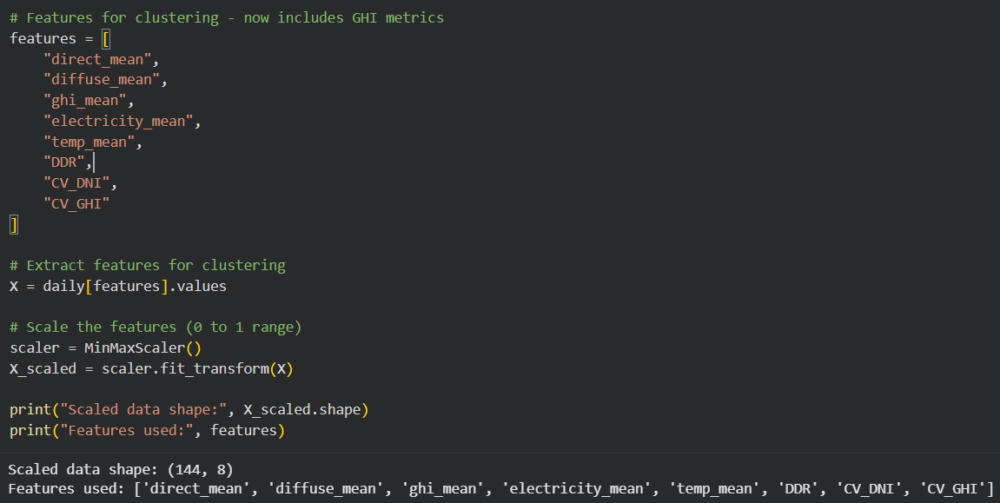 # Features for clustering - now includes GHI metrics
features = [
    "direct_mean",
    "diffuse_mean",
    "ghi_mean",
    "electricity_mean",
    "temp_mean",
    "DDR",
    "CV_DNI",
    "CV_GHI"
]
# Extract features for clustering
X = daily[features].values
# Scale the features (0 to 1 range)
scaler = MinMaxScaler()
X_scaled = scaler.fit_transform(X)
print("Scaled data shape:", X_scaled.shape)
print("Features used:", features)
Scaled data shape: (144, 8)
Features used: ['direct_mean', 'diffuse_mean', 'ghi_mean', 'electricity_mean', 'temp_mean', 'DDR', 'CV_DNI', 'CV_GHI']